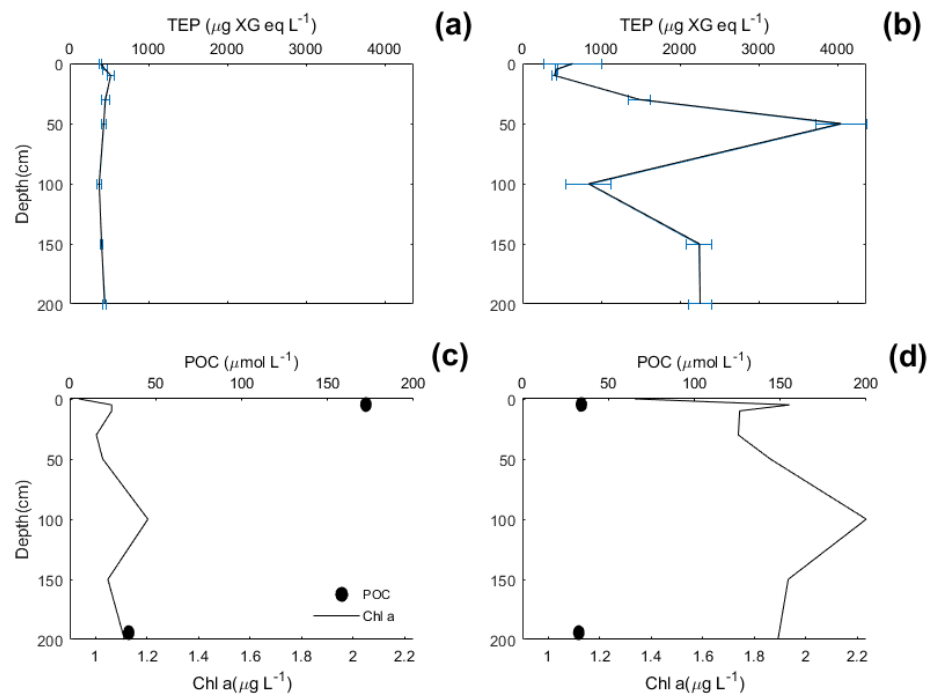 TEP (μg XG eq L⁻¹) (a)
0 1000 2000 3000 4000
0
50
100
150
200
Depth(cm)
TEP (μg XG eq L⁻¹) (b)
0 1000 2000 3000 4000
0
50
100
150
200
POC (μmol L⁻¹) (c)
0 50 100 150 200
0
50
100
150
200
Depth(cm)
POC
Chl a
1 1.2 1.4 1.6 1.8 2 2.2
Chl a(μg L⁻¹)
POC (μmol L⁻¹) (d)
0 50 100 150 200
0
50
100
150
200
Depth(cm)
1 1.2 1.4 1.6 1.8 2 2.2
Chl a(μg L⁻¹)